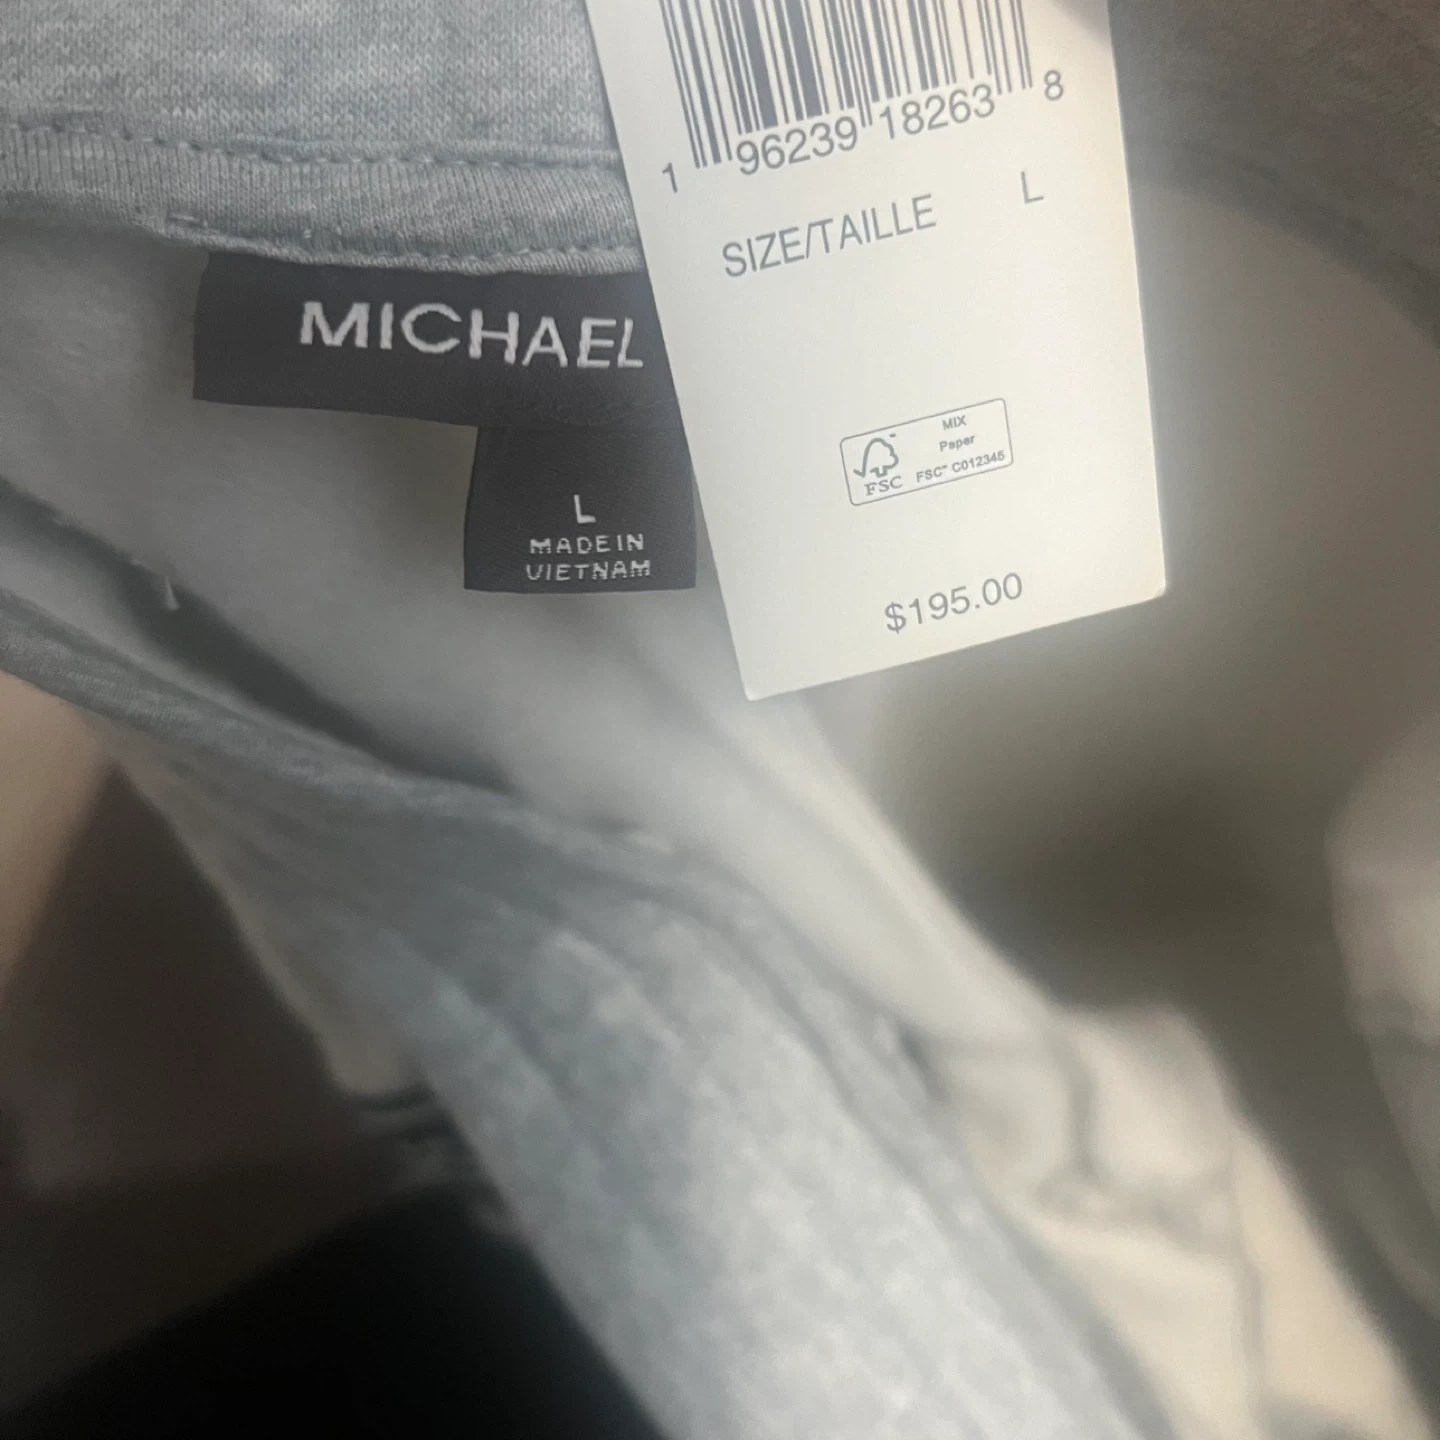 1 96239 18263 8
SIZE/TAILLE L
MICHAEL
L
MADE IN
VIETNAM
MIX
Paper
FSC™ C012345
FSC
$195.00